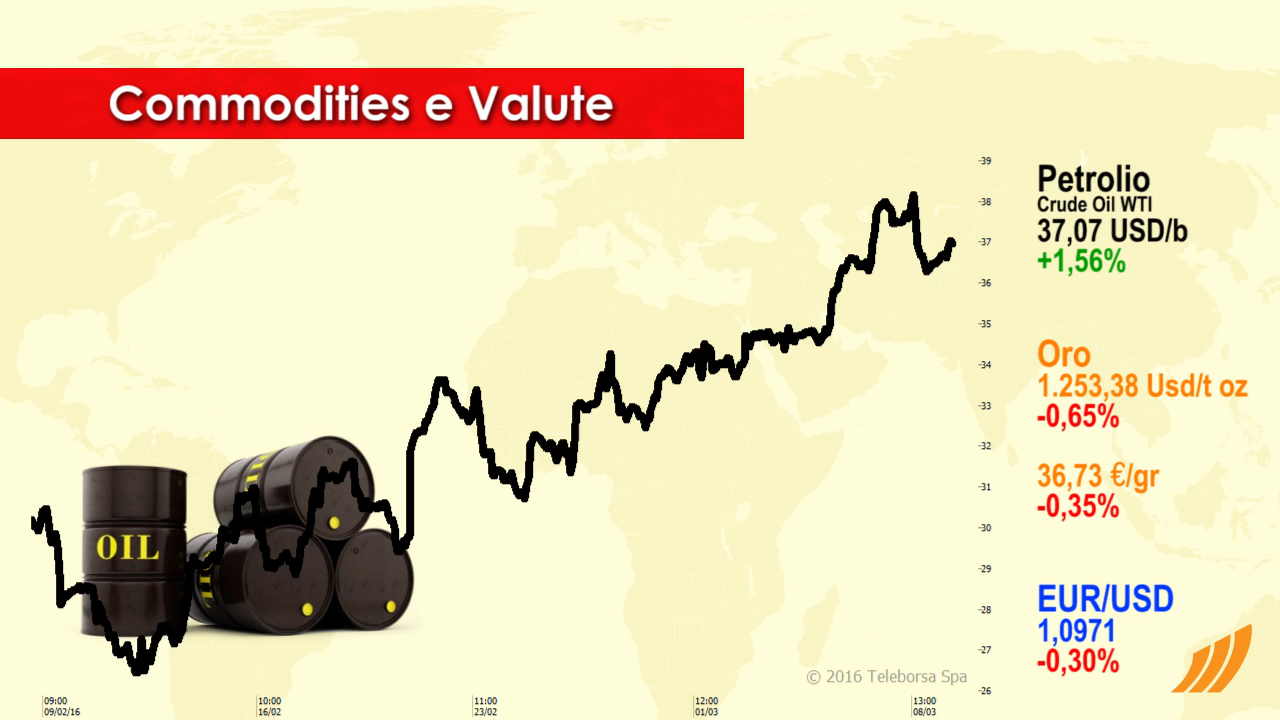 Commodities e Valute
39
38
37
36
35
34
33
32
31
30
29
28
27
26
Petrolio
Crude Oil WTI
37,07 USD/b
+1,56%
Oro
1.253,38 Usd/t oz
-0,65%
36,73 €/gr
-0,35%
EUR/USD
1,0971
-0,30%
OIL
© 2016 Teleborsa Spa
09:00
09/02/16
10:00
16/02
11:00
23/02
12:00
01/03
13:00
08/03